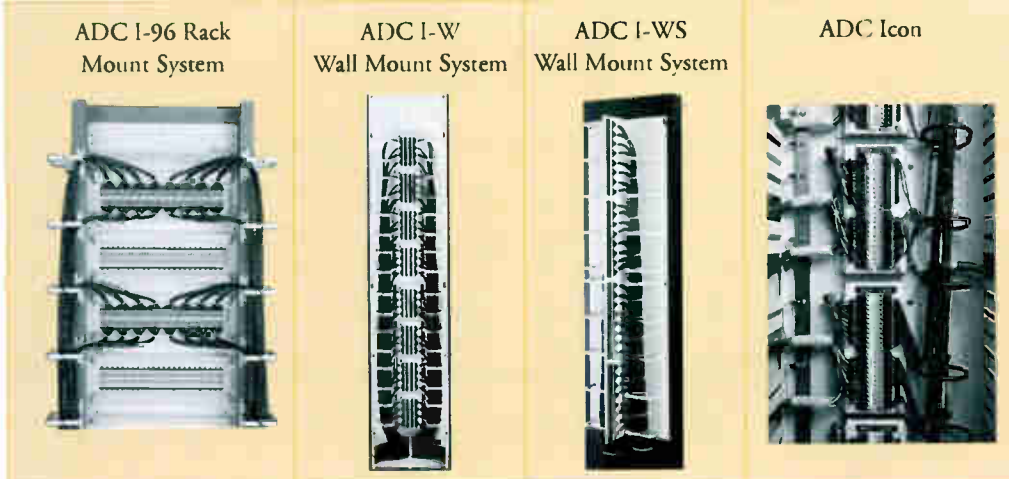 ADC I-96 Rack
Mount System
ADC I-W
Wall Mount System
ADC I-WS
Wall Mount System
ADC Icon